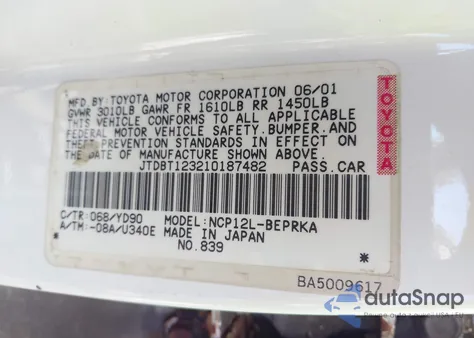 MFD.BY:TOYOTA MOTOR CORPORATION 06/01
GVWR 3010LB GAWR FR 1610LB RR 1450LB
THIS VEHICLE CONFORMS TO ALL APPLICABLE
FEDERAL MOTOR VEHICLE SAFETY,BUMPER,AND
THEFT PREVENTION STANDARDS IN EFFECT ON
THE DATE OF MANUFACTURE SHOWN ABOVE.
JTDBT123210187482 PASS.CAR
C/TR: 068/YD90 MODEL:NCP12L-BEPRKA
A/TM:-08A/U340E MADE IN JAPAN
NO.839
*
TOYOTA
*
BA5009617
autoSnap